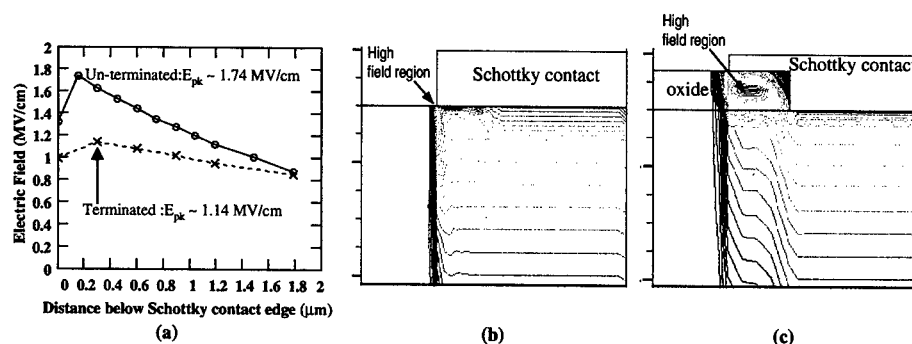 (a)
2
1.8
1.6
1.4
1.2
1
0.8
0.6
0.4
0.2
0
Electric Field (MV/cm)
Un-terminated:E_pk ~ 1.74 MV/cm
Terminated :E_pk ~ 1.14 MV/cm
0 0.2 0.4 0.6 0.8 1 1.2 1.4 1.6 1.8 2
Distance below Schottky contact edge (μm)
(a)
(b)
High
field region
Schottky contact
(b)
(c)
High
field region
Schottky contact
oxide
(c)